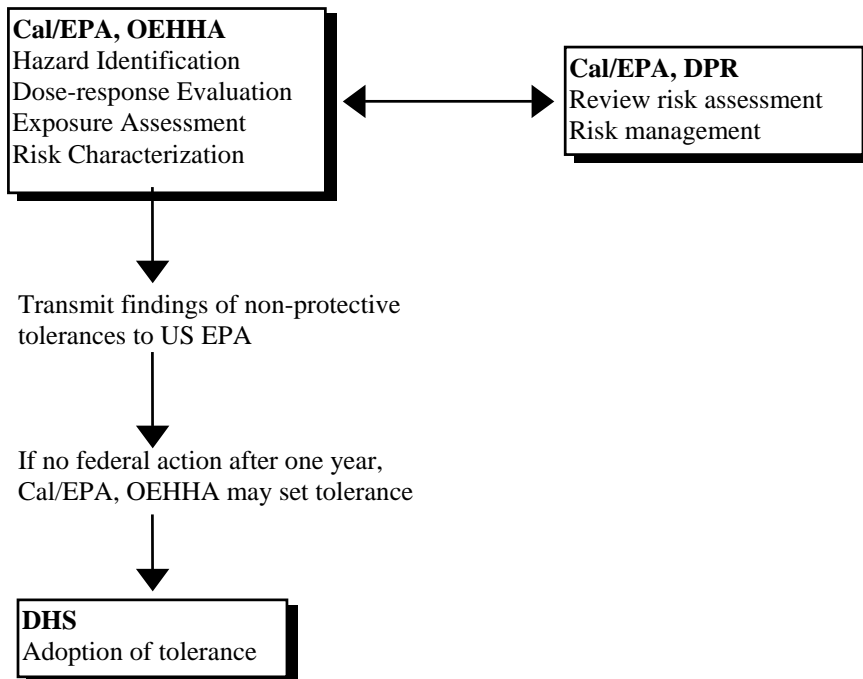 Cal/EPA, OEHHA
Hazard Identification
Dose-response Evaluation
Exposure Assessment
Risk Characterization
Cal/EPA, DPR
Review risk assessment
Risk management
Transmit findings of non-protective
tolerances to US EPA
If no federal action after one year,
Cal/EPA, OEHHA may set tolerance
DHS
Adoption of tolerance